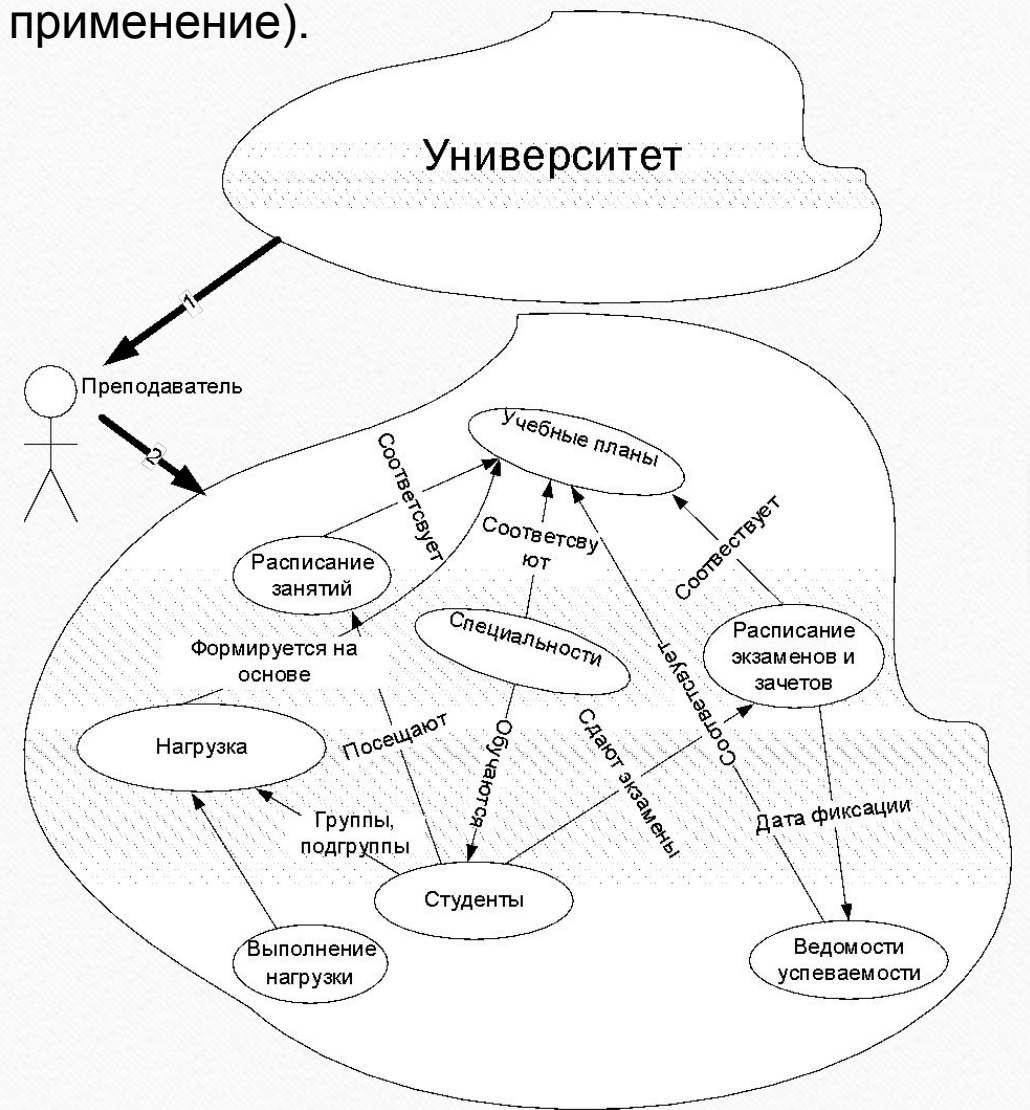 применение).
Университет
1
Преподаватель
2
Учебные планы
Соответсвует
Соответсву
ют
Соотвествует
Расписание
занятий
Специальности
Расписание
экзаменов и
зачетов
Формируется на
основе
Соответсвует
Нагрузка
Посещают
Обучаются
Сдают экзамены
Группы,
подгруппы
Дата фиксации
Студенты
Выполнение
нагрузки
Ведомости
успеваемости